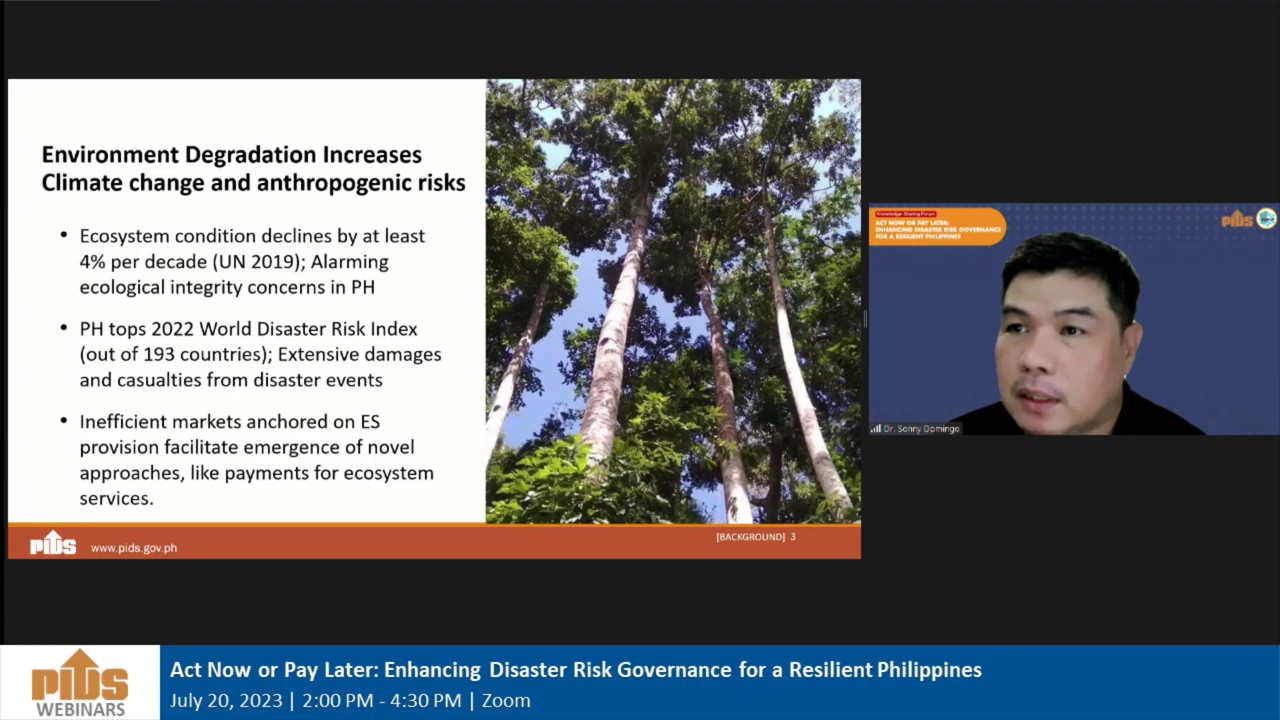 Environment Degradation Increases
Climate change and anthropogenic risks
• Ecosystem condition declines by at least
4% per decade (UN 2019); Alarming
ecological integrity concerns in PH
• PH tops 2022 World Disaster Risk Index
(out of 193 countries); Extensive damages
and casualties from disaster events
• Inefficient markets anchored on ES
provision facilitate emergence of novel
approaches, like payments for ecosystem
services.
PIDS www.pids.gov.ph
[BACKGROUND] 3
Knowledge-Sharing Forum
ACT NOW OR PAY LATER:
ENHANCING DISASTER RISK GOVERNANCE
FOR A RESILIENT PHILIPPINES
PIDS
Dr. Sonny Domingo
PIDS
WEBINARS
Act Now or Pay Later: Enhancing Disaster Risk Governance for a Resilient Philippines
July 20, 2023 | 2:00 PM - 4:30 PM | Zoom